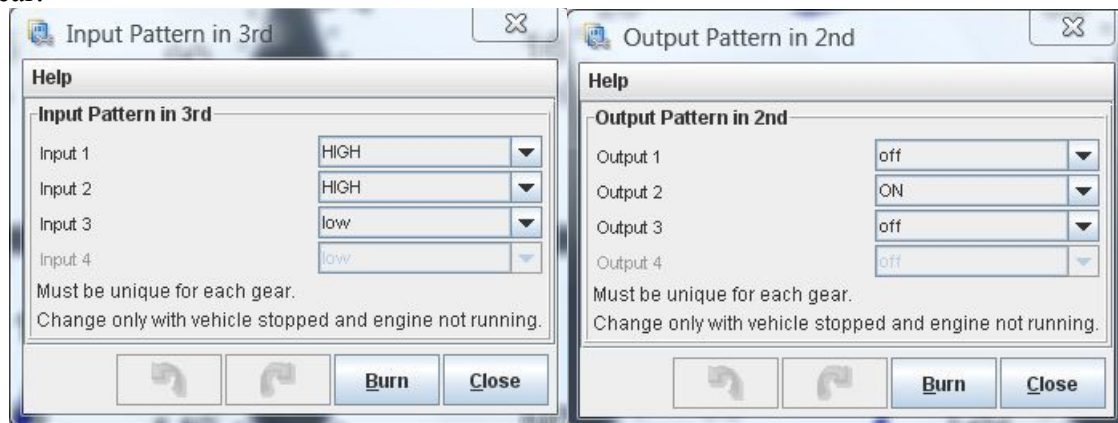 Input Pattern in 3rd
Help
Input Pattern in 3rd
Input 1 HIGH
Input 2 HIGH
Input 3 low
Input 4 low
Must be unique for each gear.
Change only with vehicle stopped and engine not running.
Burn Close
Output Pattern in 2nd
Help
Output Pattern in 2nd
Output 1 off
Output 2 ON
Output 3 off
Output 4 off
Must be unique for each gear.
Change only with vehicle stopped and engine not running.
Burn Close